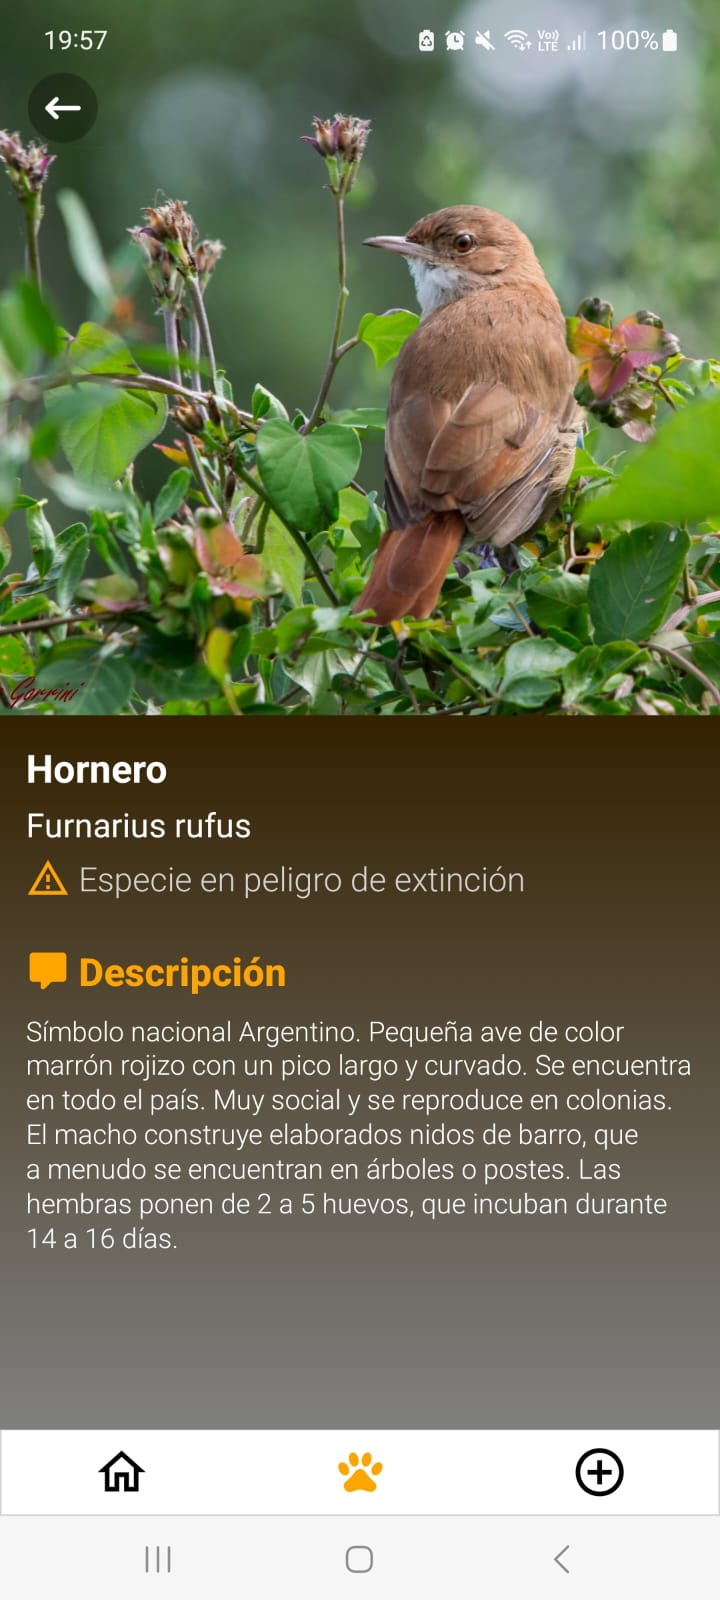 19:57
Vo))
LTE
100%
Garrini
Hornero
Furnarius rufus
Especie en peligro de extinción
Descripción
Símbolo nacional Argentino. Pequeña ave de color
marrón rojizo con un pico largo y curvado. Se encuentra
en todo el país. Muy social y se reproduce en colonias.
El macho construye elaborados nidos de barro, que
a menudo se encuentran en árboles o postes. Las
hembras ponen de 2 a 5 huevos, que incuban durante
14 a 16 días.